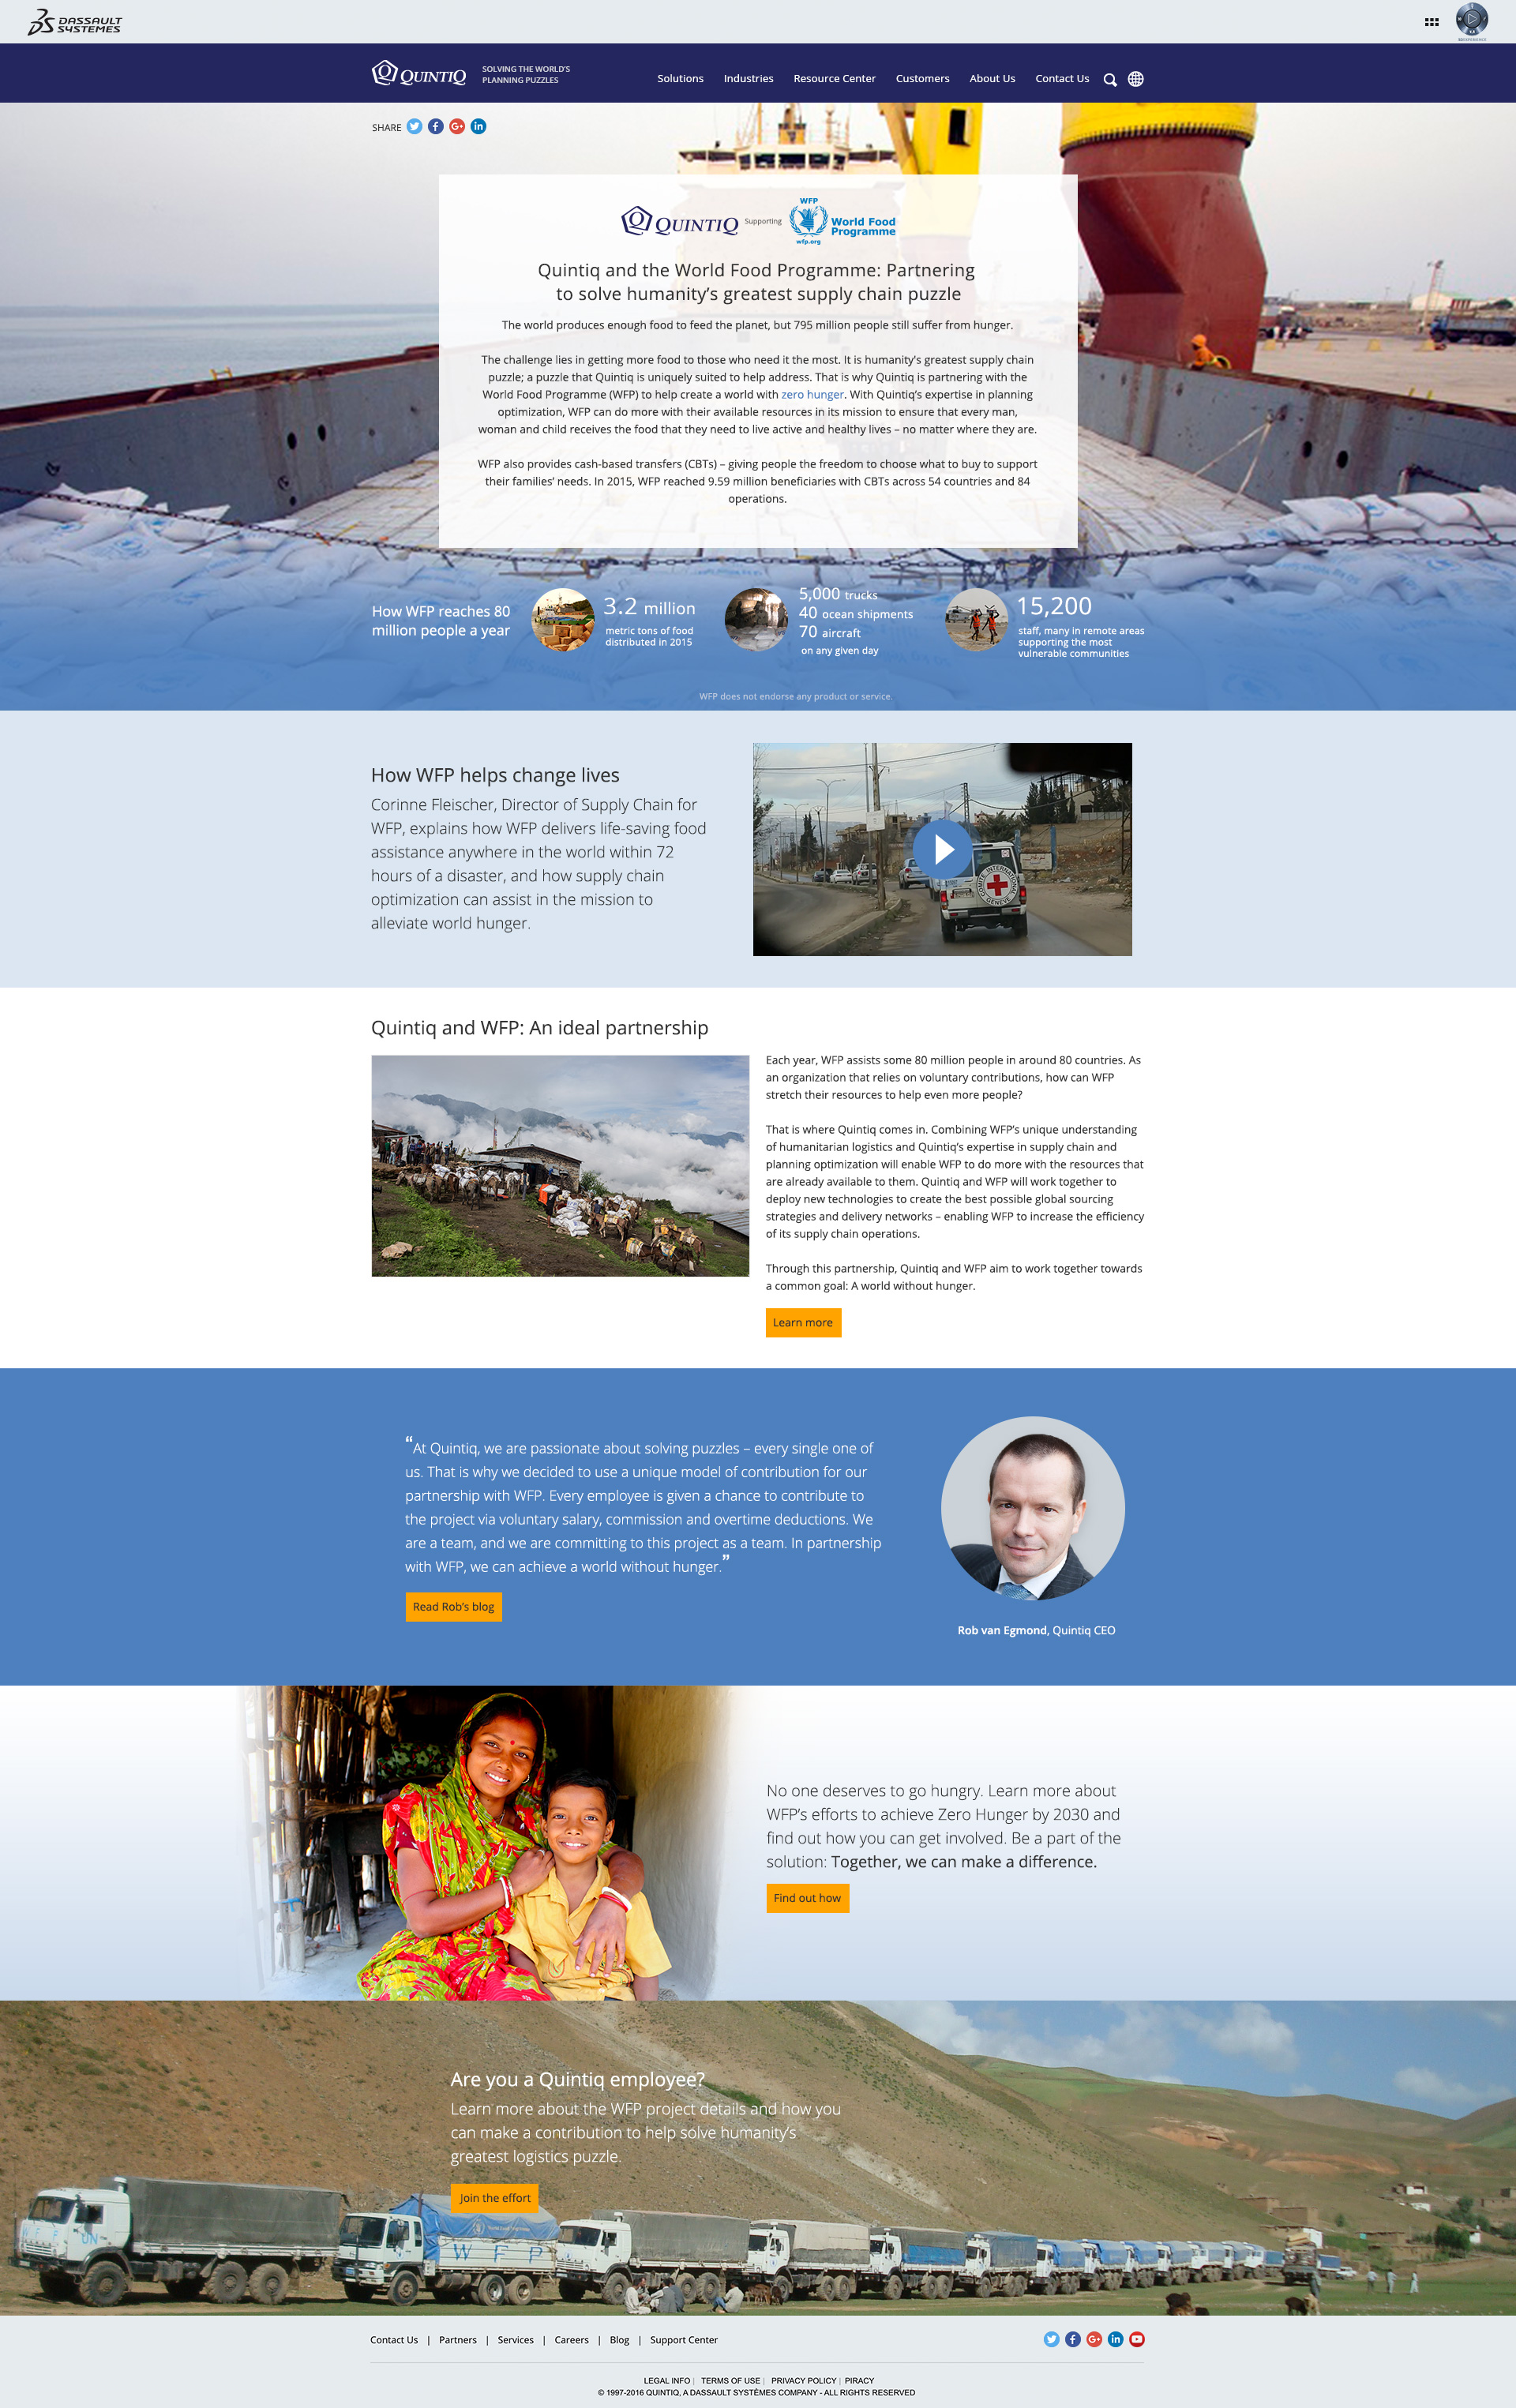 DASSAULT
SYSTEMES
QUINTIQ
SOLVING THE WORLD'S
PLANNING PUZZLES
Solutions Industries Resource Center Customers About Us Contact Us
SHARE
QUINTIQ Supporting WFP
World Food
Programme
wfp.org
Quintiq and the World Food Programme: Partnering
to solve humanity's greatest supply chain puzzle
The world produces enough food to feed the planet, but 795 million people still suffer from hunger.
The challenge lies in getting more food to those who need it the most. It is humanity's greatest supply chain
puzzle; a puzzle that Quintiq is uniquely suited to help address. That is why Quintiq is partnering with the
World Food Programme (WFP) to help create a world with zero hunger. With Quintiq's expertise in planning
optimization, WFP can do more with their available resources in its mission to ensure that every man,
woman and child receives the food that they need to live active and healthy lives – no matter where they are.
WFP also provides cash-based transfers (CBTs) – giving people the freedom to choose what to buy to support
their families' needs. In 2015, WFP reached 9.59 million beneficiaries with CBTs across 54 countries and 84
operations.
How WFP reaches 80
million people a year
3.2 million
metric tons of food
distributed in 2015
5,000 trucks
40 ocean shipments
70 aircraft
on any given day
15,200
staff, many in remote areas
supporting the most
vulnerable communities
WFP does not endorse any product or service.
How WFP helps change lives
Corinne Fleischer, Director of Supply Chain for
WFP, explains how WFP delivers life-saving food
assistance anywhere in the world within 72
hours of a disaster, and how supply chain
optimization can assist in the mission to
alleviate world hunger.
COMITE INTERNATIONAL
GENEVE
Quintiq and WFP: An ideal partnership
Each year, WFP assists some 80 million people in around 80 countries. As
an organization that relies on voluntary contributions, how can WFP
stretch their resources to help even more people?
That is where Quintiq comes in. Combining WFP's unique understanding
of humanitarian logistics and Quintiq's expertise in supply chain and
planning optimization will enable WFP to do more with the resources that
are already available to them. Quintiq and WFP will work together to
deploy new technologies to create the best possible global sourcing
strategies and delivery networks – enabling WFP to increase the efficiency
of its supply chain operations.
Through this partnership, Quintiq and WFP aim to work together towards
a common goal: A world without hunger.
Learn more
“At Quintiq, we are passionate about solving puzzles – every single one of
us. That is why we decided to use a unique model of contribution for our
partnership with WFP. Every employee is given a chance to contribute to
the project via voluntary salary, commission and overtime deductions. We
are a team, and we are committing to this project as a team. In partnership
with WFP, we can achieve a world without hunger.”
Read Rob's blog
Rob van Egmond, Quintiq CEO
No one deserves to go hungry. Learn more about
WFP's efforts to achieve Zero Hunger by 2030 and
find out how you can get involved. Be a part of the
solution: Together, we can make a difference.
Find out how
Are you a Quintiq employee?
Learn more about the WFP project details and how you
can make a contribution to help solve humanity's
greatest logistics puzzle.
Join the effort
W F P
UN
World Food Programme
W F P
Contact Us | Partners | Services | Careers | Blog | Support Center
LEGAL INFO | TERMS OF USE | PRIVACY POLICY | PIRACY
© 1997-2016 QUINTIQ, A DASSAULT SYSTÈMES COMPANY - ALL RIGHTS RESERVED